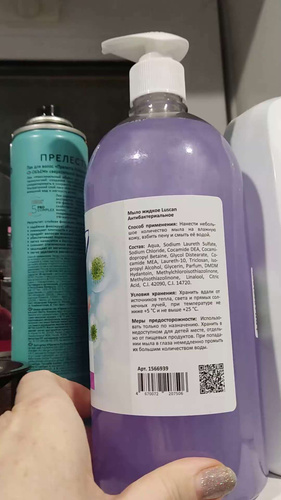 ПРЕЛЕС
Мыло жидкое Luscan
Антибактериальное
Способ применения: Нанести неболь-
шое количество мыла на влажную
кожу, взбить пену и смыть её водой.
Состав: Aqua, Sodium Laureth Sulfate,
Sodium Chloride, Cocamide DEA, Coca-
midopropyl Betaine, Glycol Distearate, Co-
camide MEA, Laureth-10, Triclosan, Iso-
propyl Alcohol, Glycerin, Parfum, DMDM
Hydantoin, Methylchloroisothiazolinone,
Methylisothiazolinone, Linalool, Citric
Acid, C.I. 42090, C.I. 14720.
Условия хранения: Хранить вдали от
источников тепла, света и прямых сол-
нечных лучей, при температуре не
ниже +5 °C и не выше +25 °C.
Меры предосторожности: Использо-
вать только по назначению. Хранить в
недоступном для детей месте, отдель-
но от пищевых продуктов. При попада-
нии мыла в глаза немедленно промыть
их большим количеством воды.
Арт. 1566939